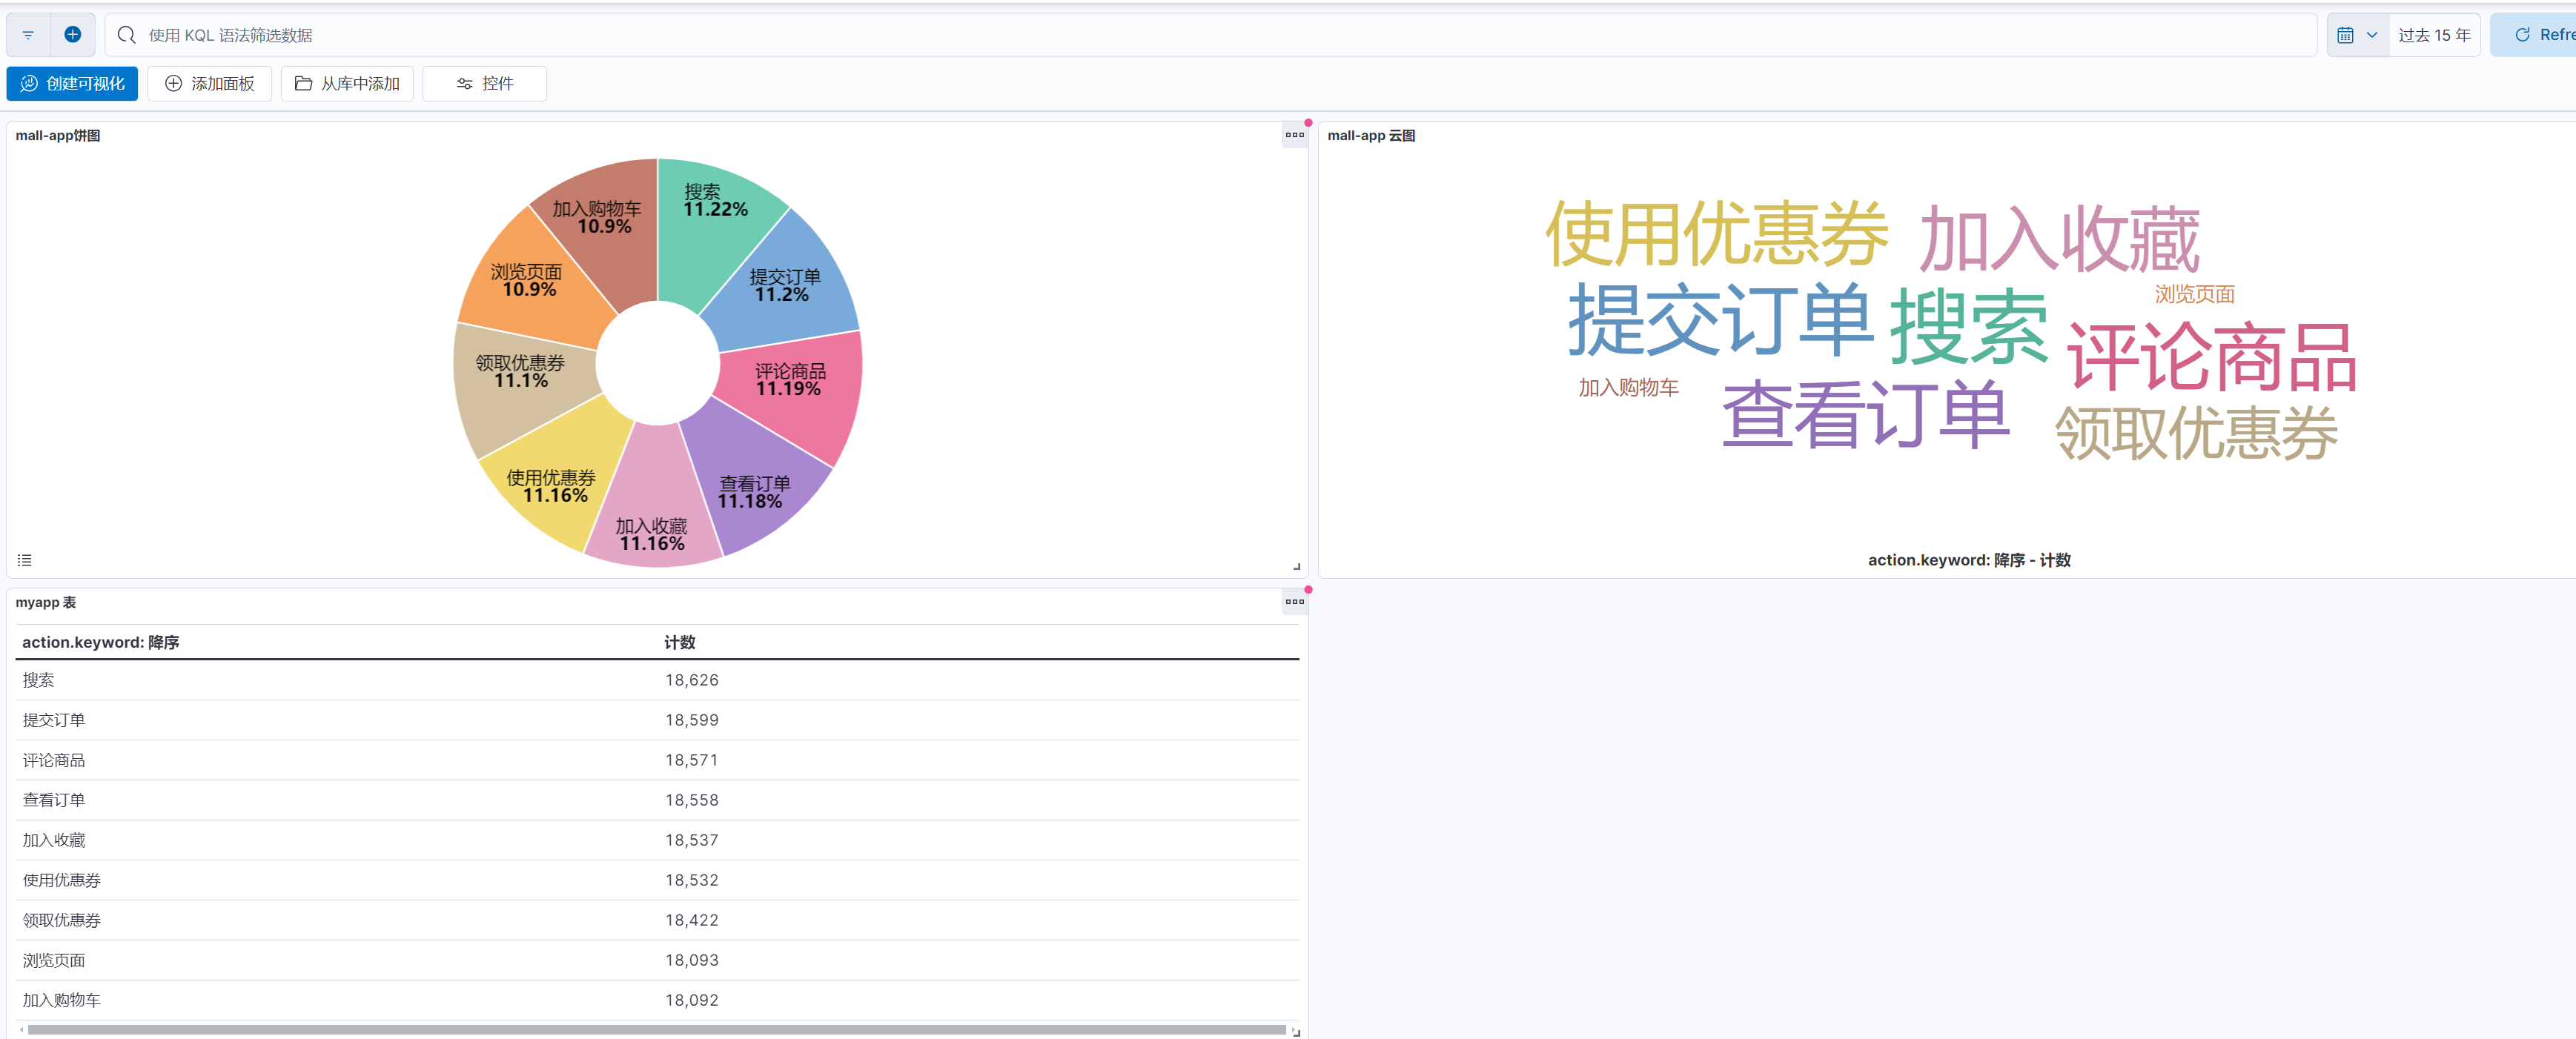 使用 KQL 语法筛选数据
过去 15 年
Refre
创建可视化
添加面板
从库中添加
控件
mall-app饼图
搜索
11.22%
提交订单
11.2%
评论商品
11.19%
查看订单
11.18%
加入收藏
11.16%
使用优惠券
11.16%
领取优惠券
11.1%
浏览页面
10.9%
加入购物车
10.9%
mall-app 云图
使用优惠券 加入收藏
浏览页面
提交订单 搜索
评论商品
加入购物车
查看订单
领取优惠券
action.keyword: 降序 - 计数
myapp 表
action.keyword: 降序 计数
搜索 18,626
提交订单 18,599
评论商品 18,571
查看订单 18,558
加入收藏 18,537
使用优惠券 18,532
领取优惠券 18,422
浏览页面 18,093
加入购物车 18,092